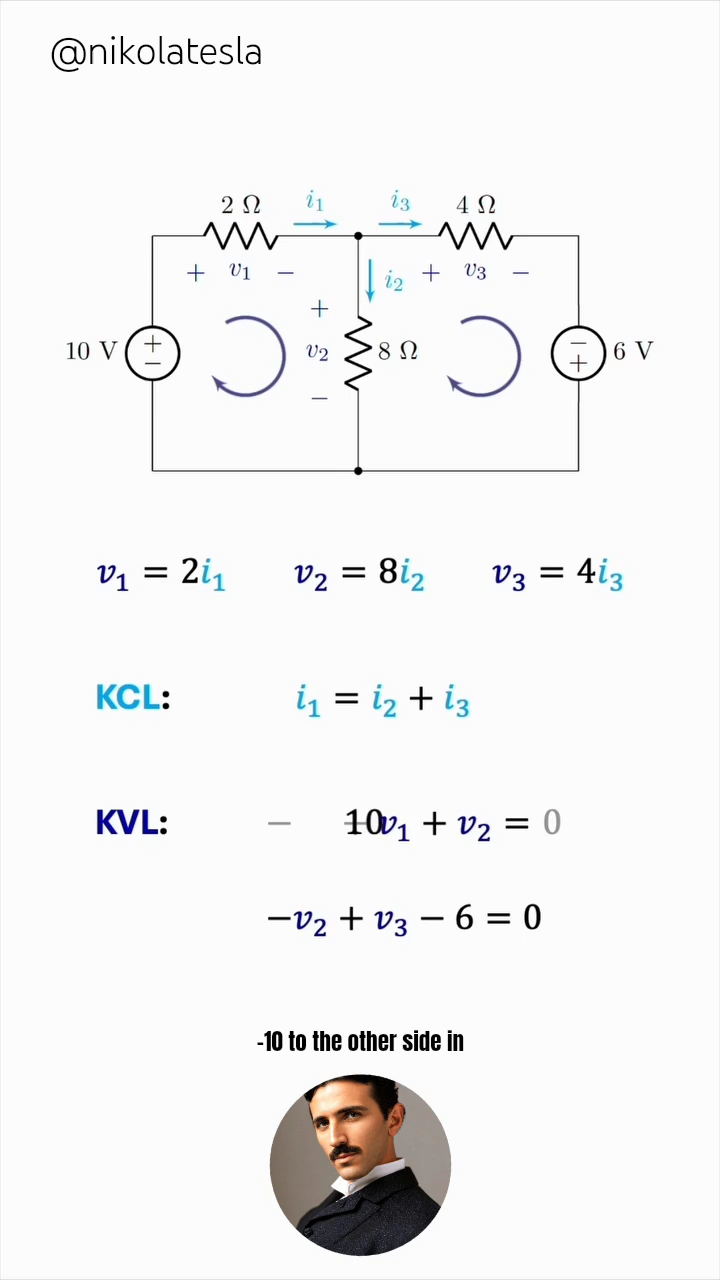 @nikolatesla
2 Ω i₁ i₃ 4 Ω
+ v₁ − i₂ + v₃ −
+
10 V + − v₂ 8 Ω − + 6 V
−
v₁ = 2i₁ v₂ = 8i₂ v₃ = 4i₃
KCL: i₁ = i₂ + i₃
KVL: − 10v₁ + v₂ = 0
−v₂ + v₃ − 6 = 0
-10 to the other side in